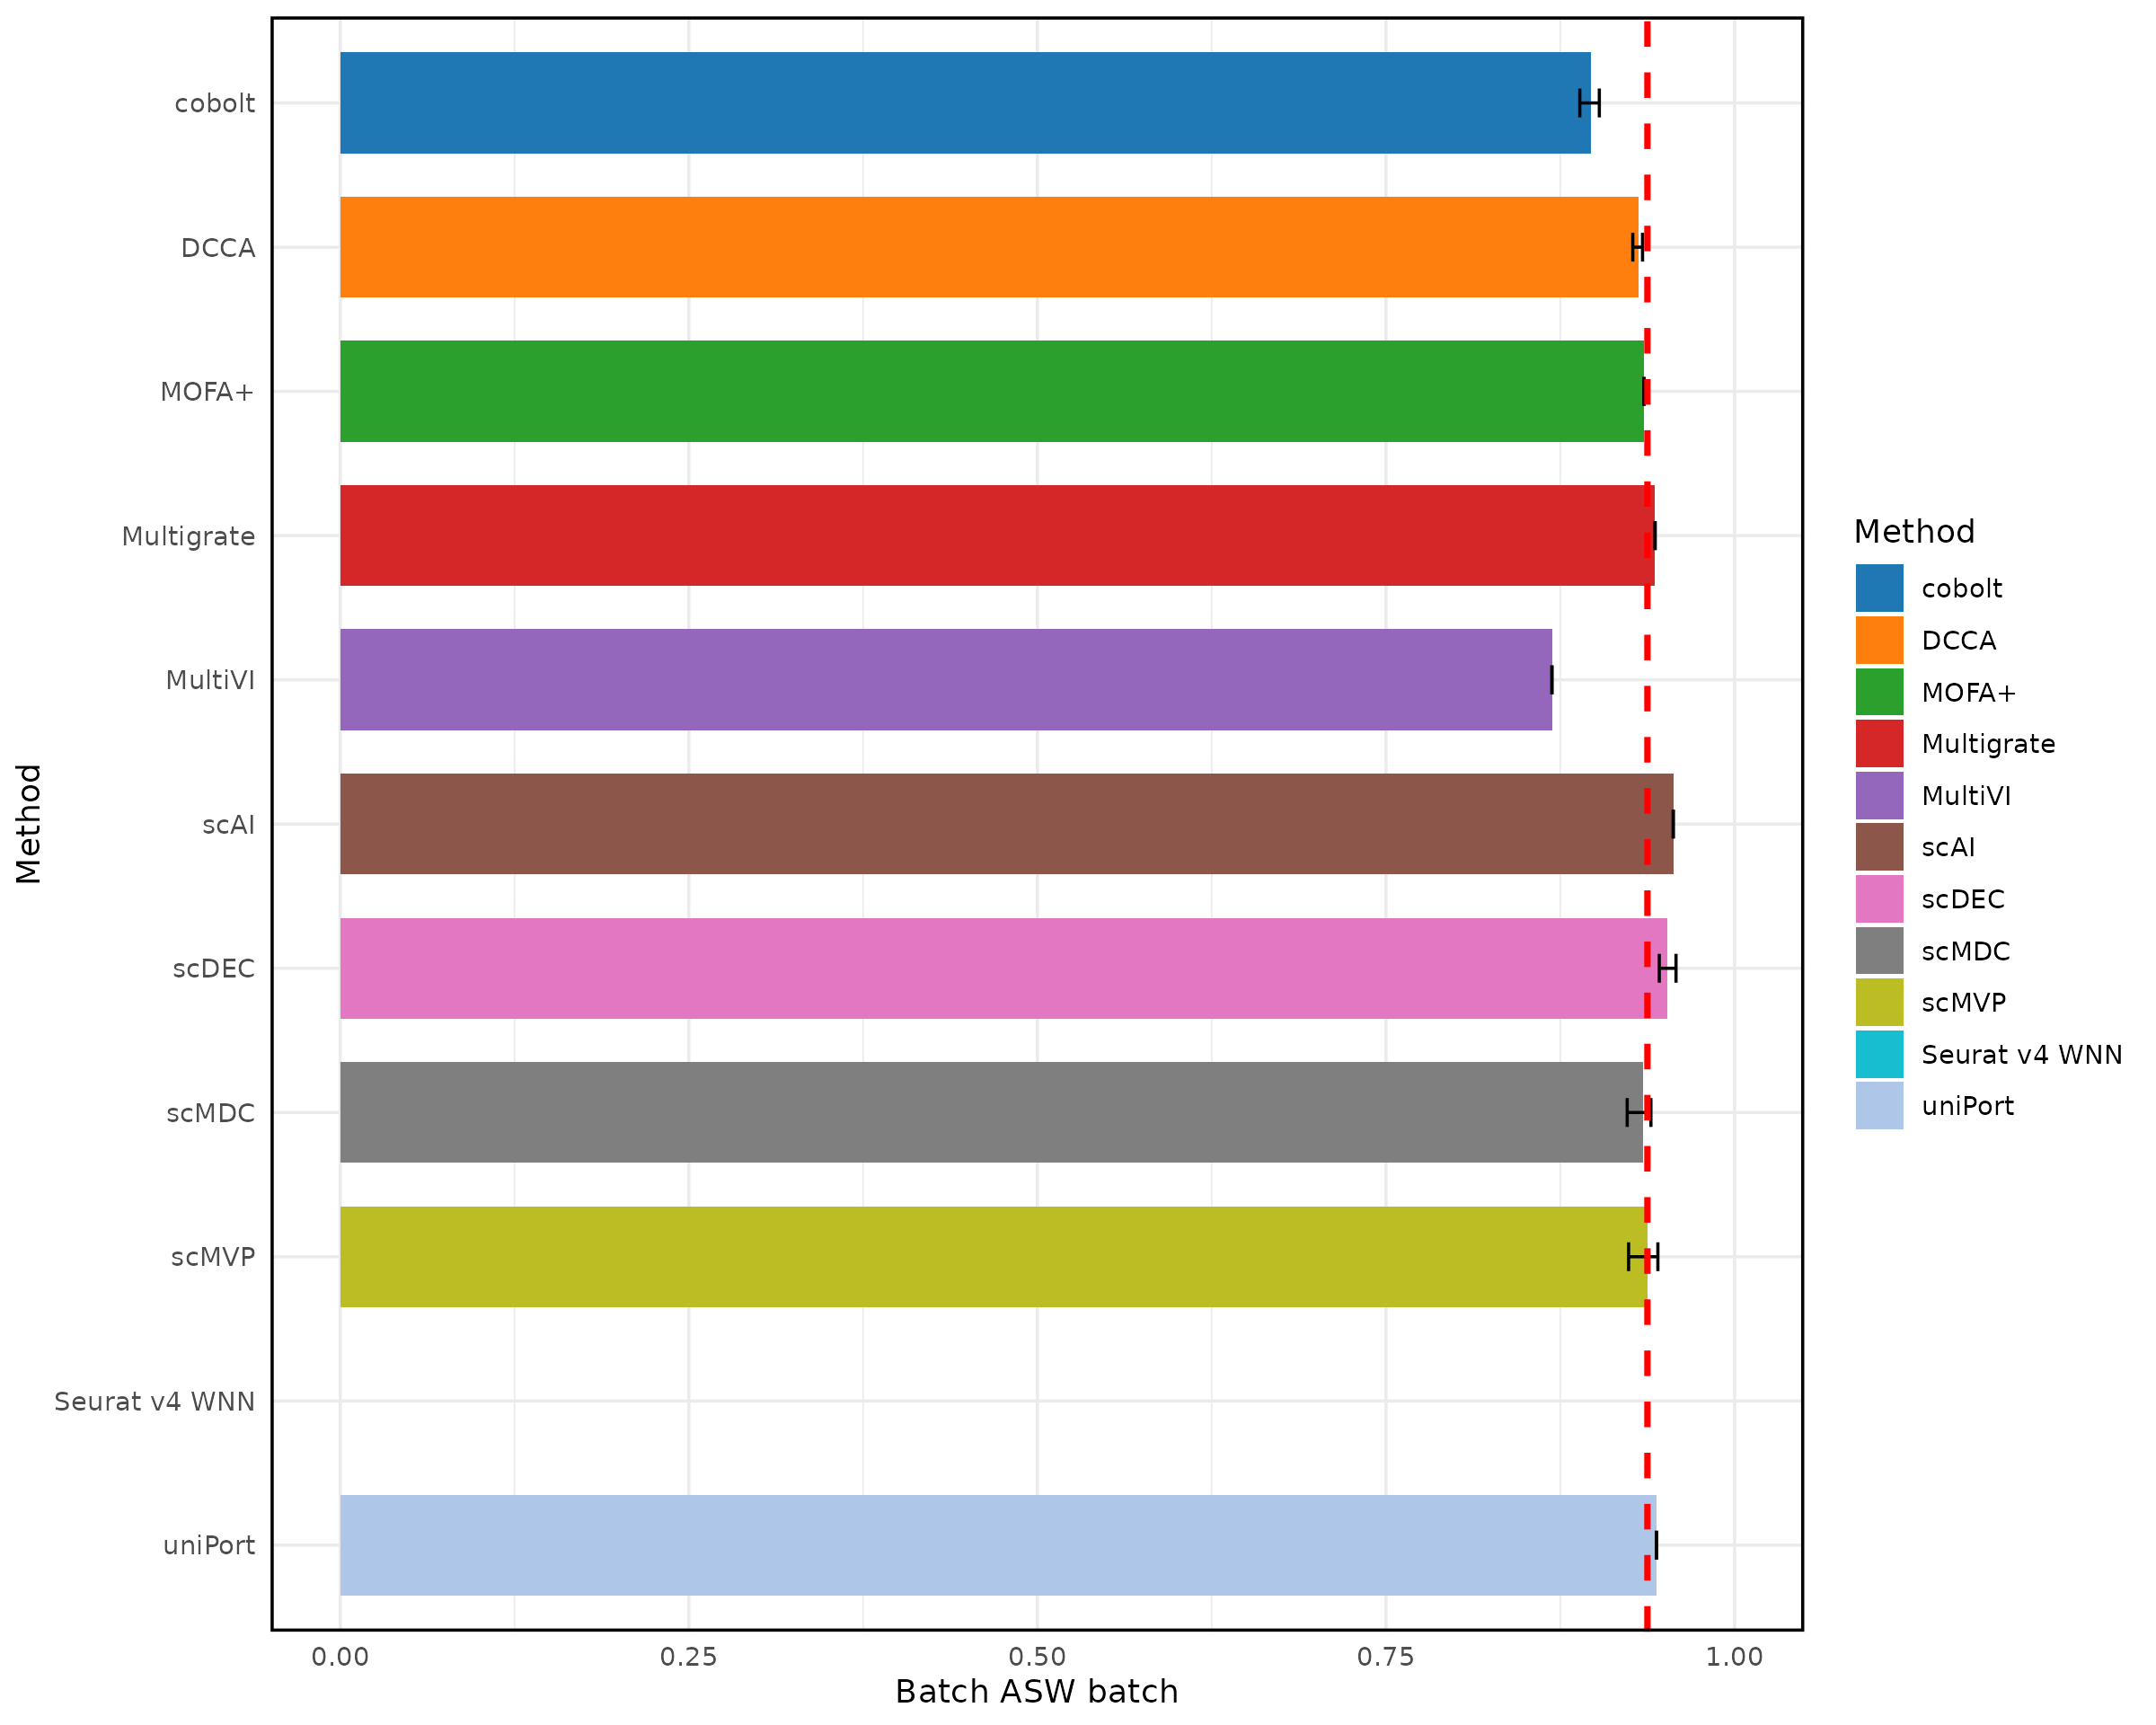 Method
cobolt
DCCA
MOFA+
Multigrate
MultiVI
scAI
scDEC
scMDC
scMVP
Seurat v4 WNN
uniPort
0.00
0.25
0.50
0.75
1.00
Batch ASW batch
Method
cobolt
DCCA
MOFA+
Multigrate
MultiVI
scAI
scDEC
scMDC
scMVP
Seurat v4 WNN
uniPort